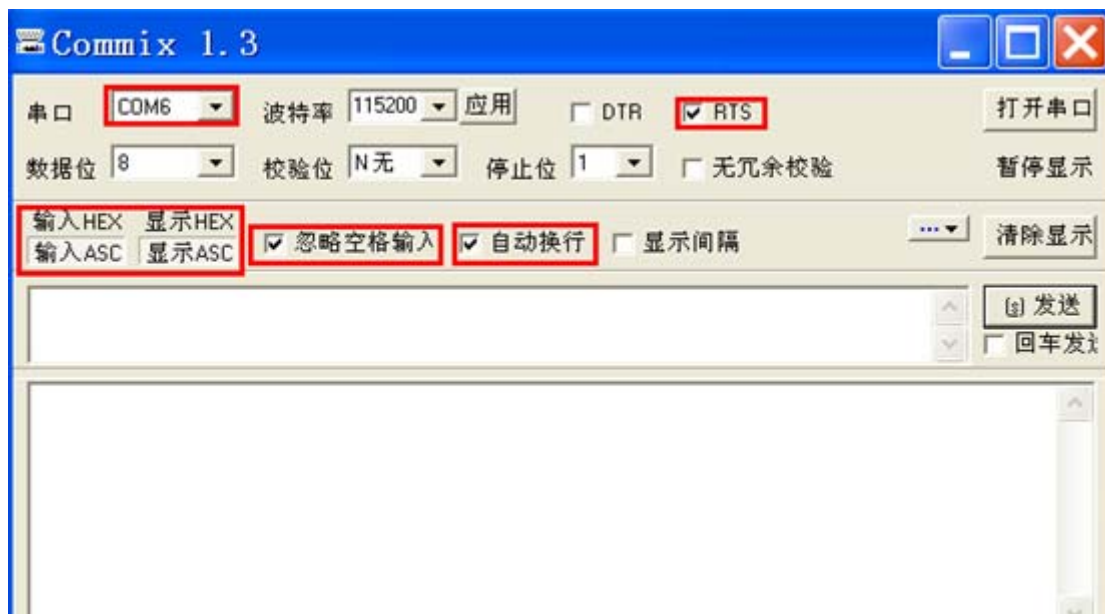 Commix 1.3
串口 COM6 波特率 115200 应用 DTR RTS 打开串口
数据位 8 校验位 N无 停止位 1 无冗余校验 暂停显示
输入HEX 显示HEX
输入ASC 显示ASC 忽略空格输入 自动换行 显示间隔 ... 清除显示
(s) 发送
回车发